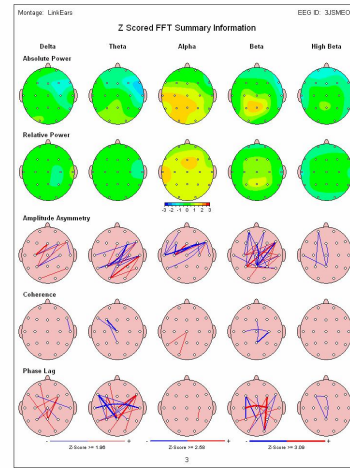 Montage: LinkEars EEG ID: 3JSMEO
Z Scored FFT Summary Information
Delta Theta Alpha Beta High Beta
Absolute Power
Relative Power
-3 -2 -1 0 1 2 3
Amplitude Asymmetry
Coherence
Phase Lag
- + - + - +
Z-Score >= 1.96 Z-Score >= 2.58 Z-Score >= 3.09
3